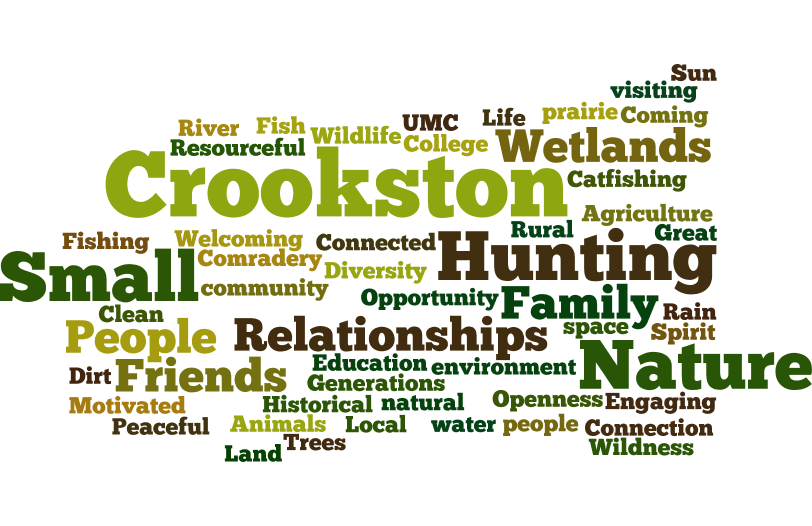 Sun
visiting
prairie Coming
River Fish Wildlife UMC Life
Resourceful College Wetlands
Crookston Catfishing
Agriculture
Rural Great
Fishing Welcoming Connected Hunting
Comradery Diversity
Small community
Opportunity Family Rain
Clean
People Relationships space Spirit
Dirt Friends Education environment Nature
Generations
Motivated Historical natural Openness Engaging
Peaceful Animals Local water people Connection
Land Trees Wildness